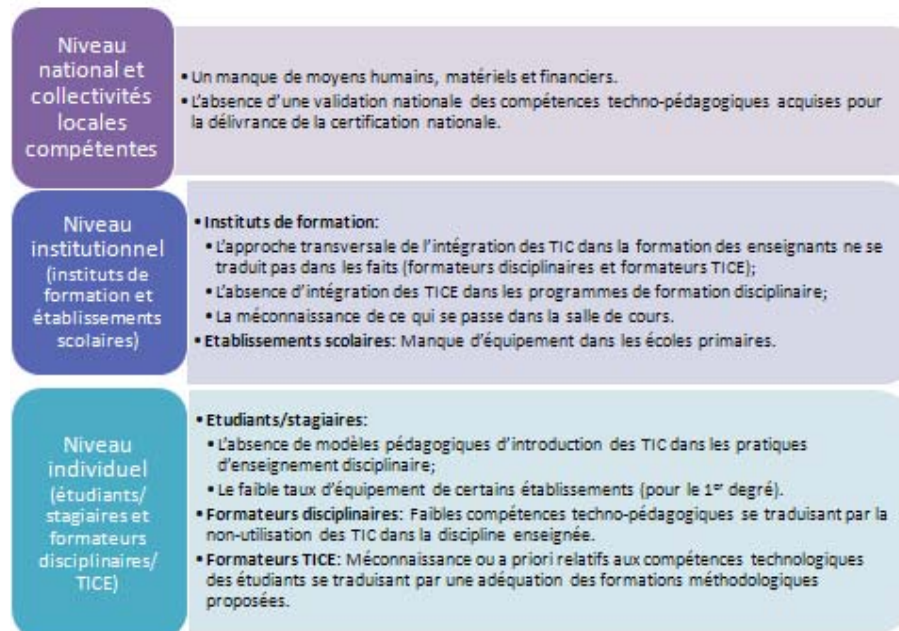 Niveau
national et
collectivités
locales
compétentes
• Un manque de moyens humains, matériels et financiers.
• L'absence d'une validation nationale des compétences techno-pédagogiques acquises pour
la délivrance de la certification nationale.
Niveau
institutionnel
(instituts de
formation et
établissements
scolaires)
• Instituts de formation:
• L'approche transversale de l'intégration des TIC dans la formation des enseignants ne se
traduit pas dans les faits (formateurs disciplinaires et formateurs TICE);
• L'absence d'intégration des TICE dans les programmes de formation disciplinaire;
• La méconnaissance de ce qui se passe dans la salle de cours.
• Etablissements scolaires: Manque d'équipement dans les écoles primaires.
Niveau
individuel
(étudiants/
stagiaires et
formateurs
disciplinaires/
TICE)
• Etudiants/stagiaires:
• L'absence de modèles pédagogiques d'introduction des TIC dans les pratiques
d'enseignement disciplinaire;
• Le faible taux d'équipement de certains établissements (pour le 1er degré).
• Formateurs disciplinaires: Faibles compétences techno-pédagogiques se traduisant par la
non-utilisation des TIC dans la discipline enseignée.
• Formateurs TICE: Méconnaissance ou a priori relatifs aux compétences technologiques
des étudiants se traduisant par une adéquation des formations méthodologiques
proposées.